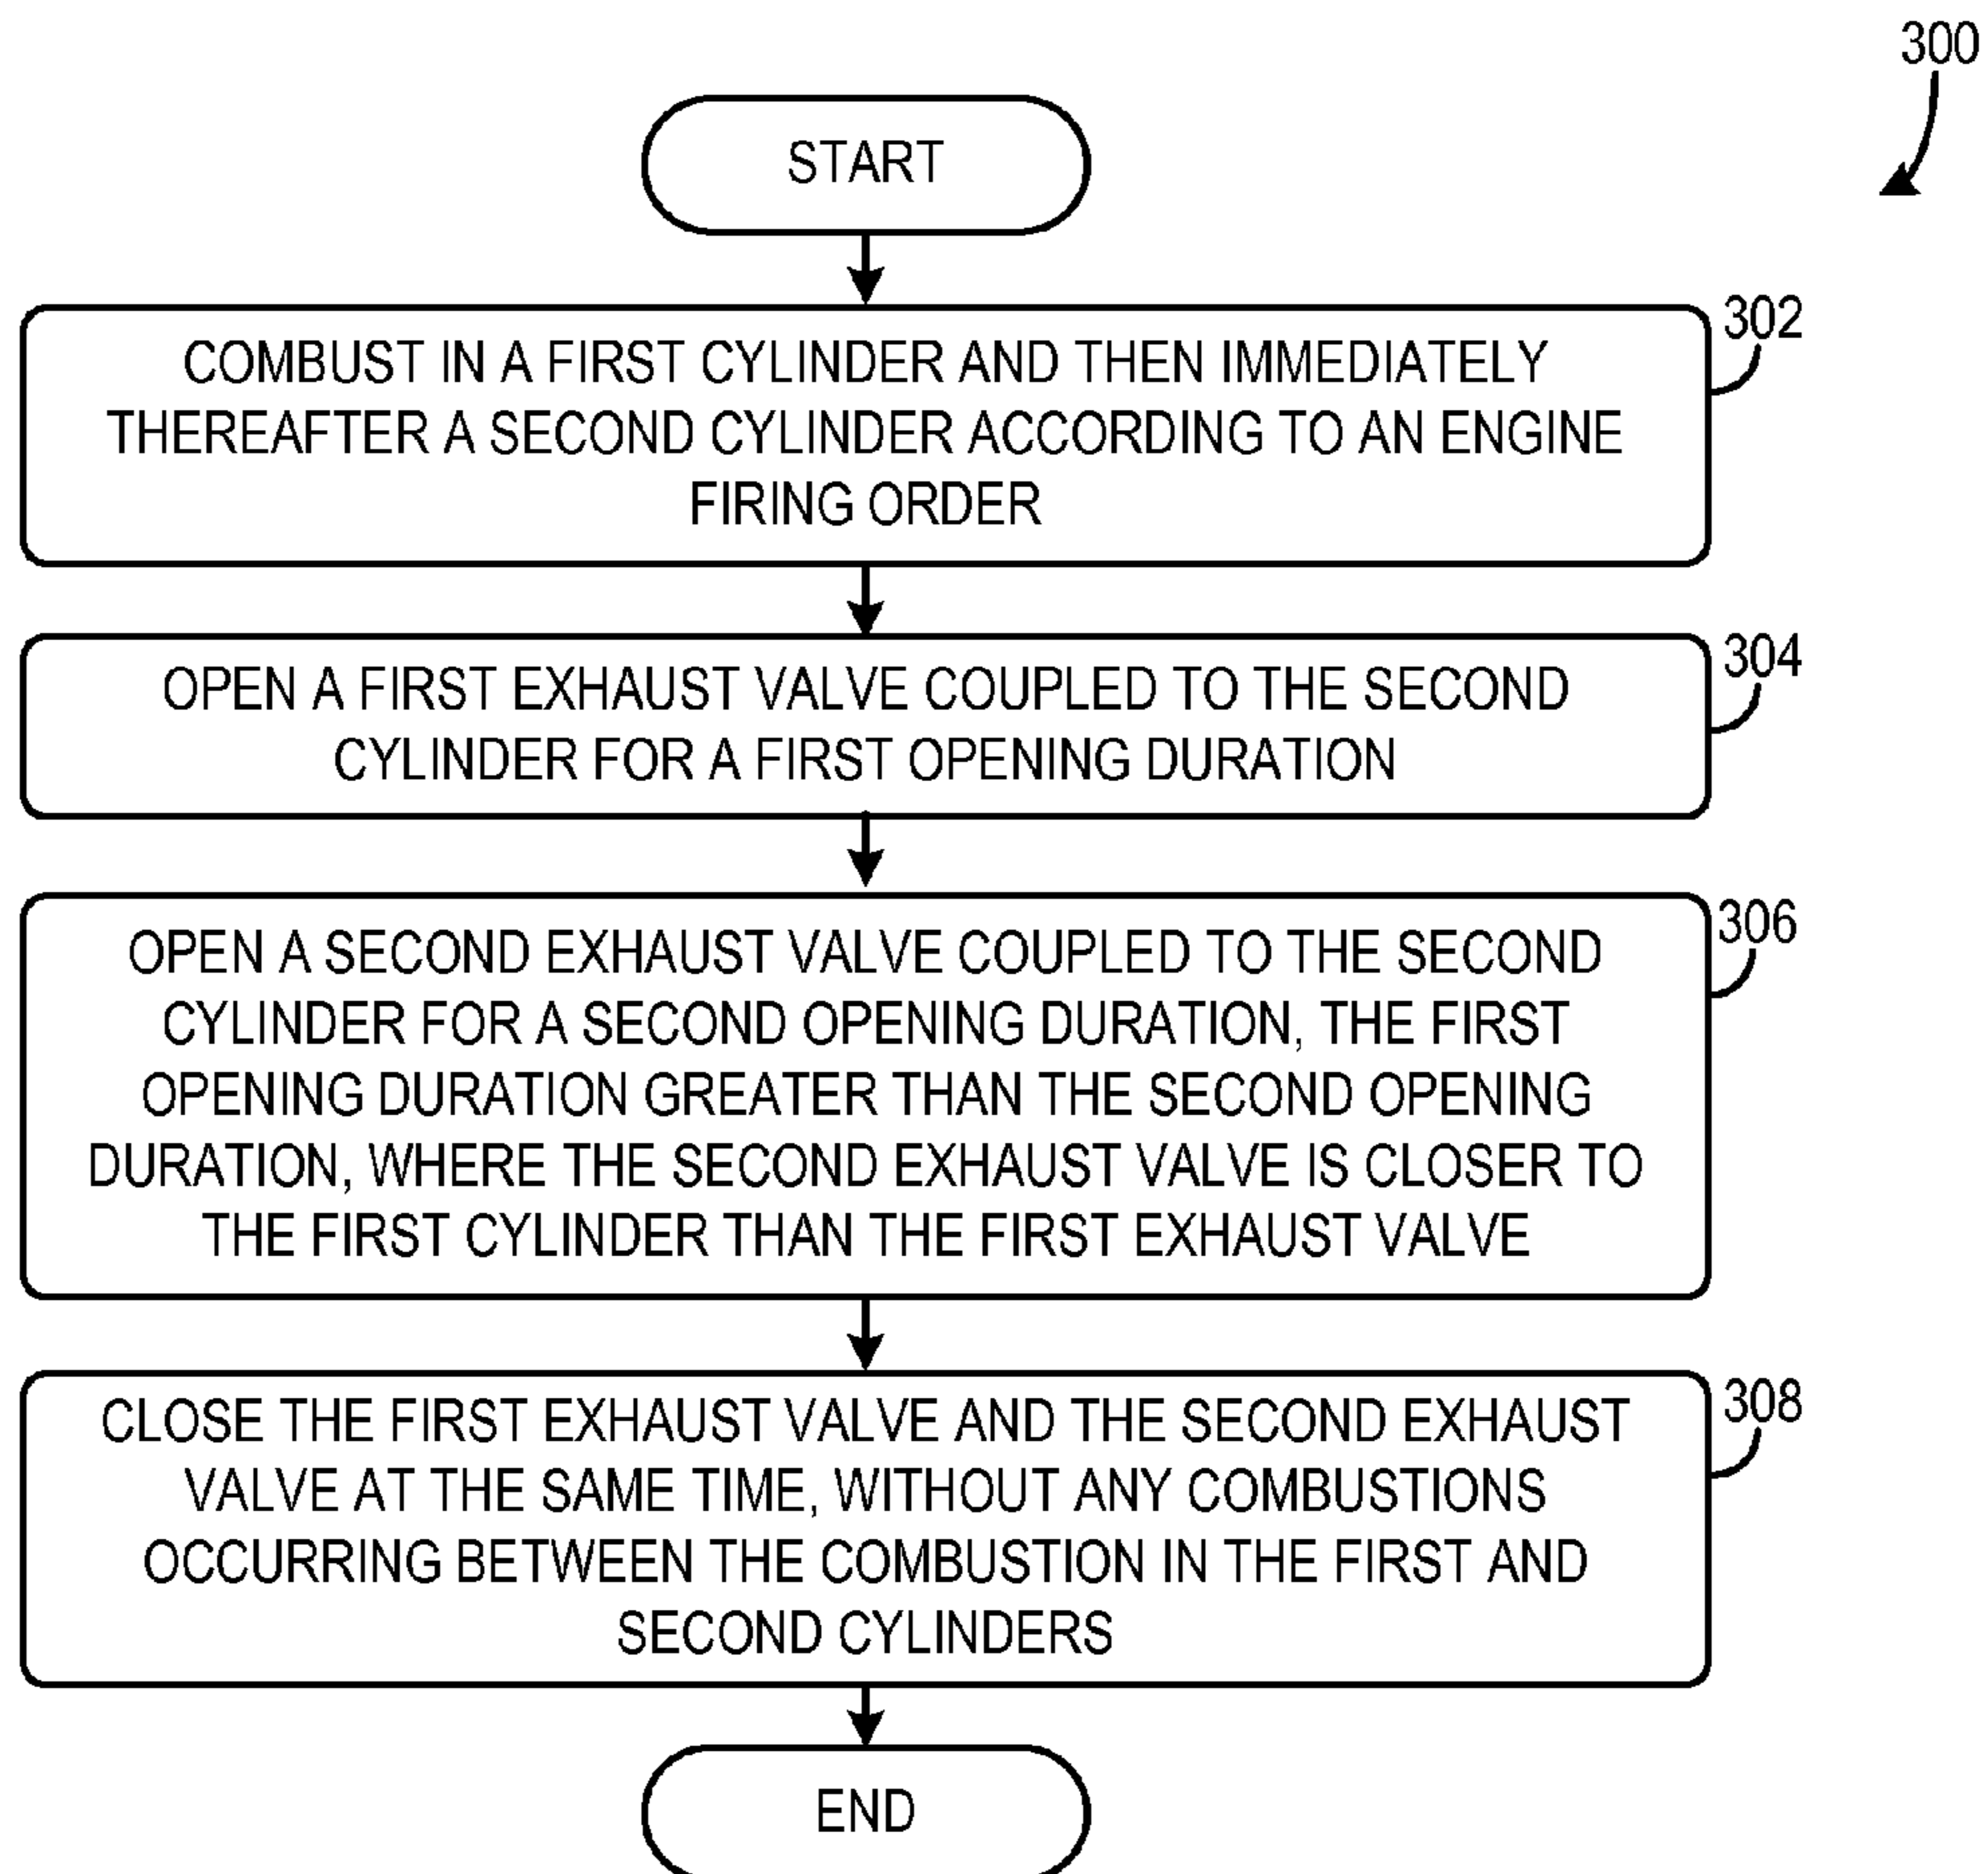 300
START
302
COMBUST IN A FIRST CYLINDER AND THEN IMMEDIATELY
THEREAFTER A SECOND CYLINDER ACCORDING TO AN ENGINE
FIRING ORDER
304
OPEN A FIRST EXHAUST VALVE COUPLED TO THE SECOND
CYLINDER FOR A FIRST OPENING DURATION
306
OPEN A SECOND EXHAUST VALVE COUPLED TO THE SECOND
CYLINDER FOR A SECOND OPENING DURATION, THE FIRST
OPENING DURATION GREATER THAN THE SECOND OPENING
DURATION, WHERE THE SECOND EXHAUST VALVE IS CLOSER TO
THE FIRST CYLINDER THAN THE FIRST EXHAUST VALVE
308
CLOSE THE FIRST EXHAUST VALVE AND THE SECOND EXHAUST
VALVE AT THE SAME TIME, WITHOUT ANY COMBUSTIONS
OCCURRING BETWEEN THE COMBUSTION IN THE FIRST AND
SECOND CYLINDERS
END